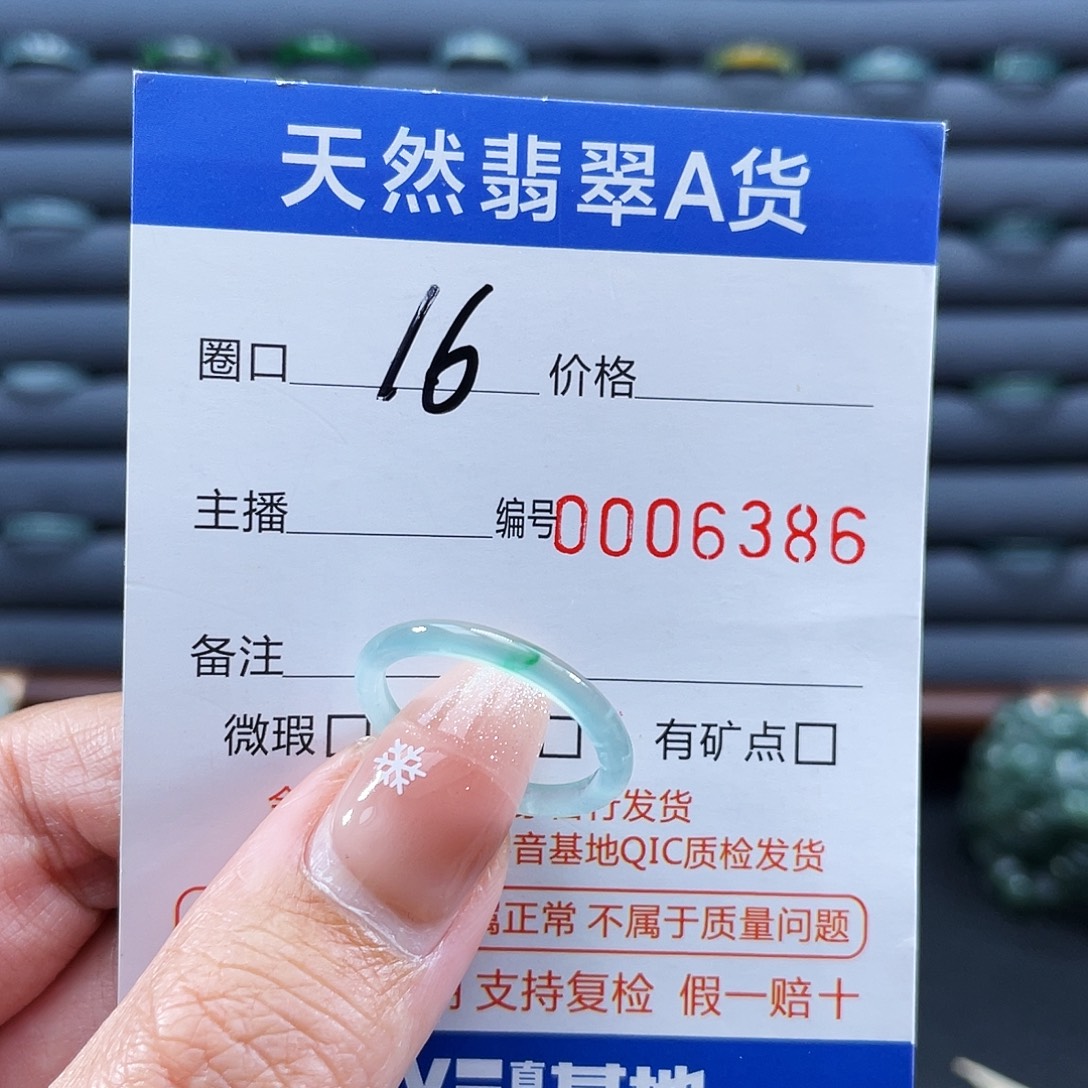 天然翡翠A货
圈口 16 价格
主播 编号0006386
备注
微瑕 有矿点
行发货
音基地QIC质检发货
属正常 不属于质量问题
支持复检 假一赔十
基地